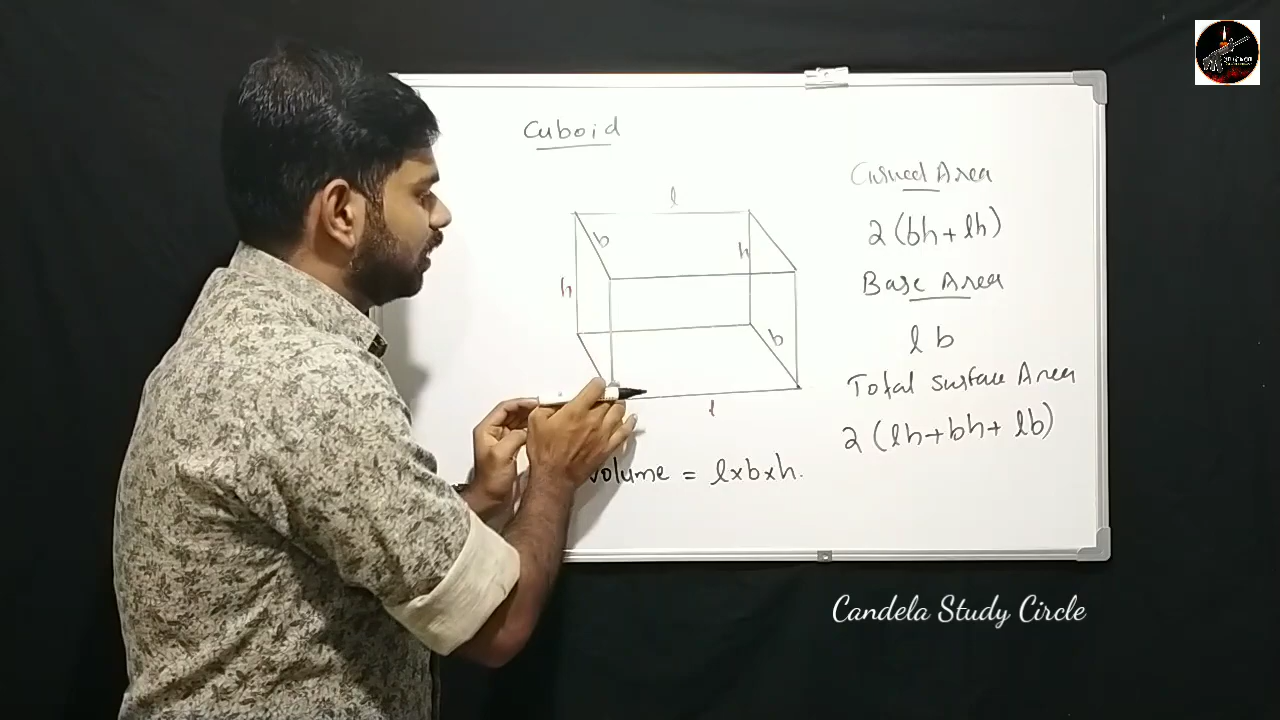 Cuboid
l
b
h
h
b
l
Volume = l×b×h.
Curved Area
2(bh+lh)
Base Area
l b
Total Surface Area
2(lh+bh+lb)
Candela Study Circle